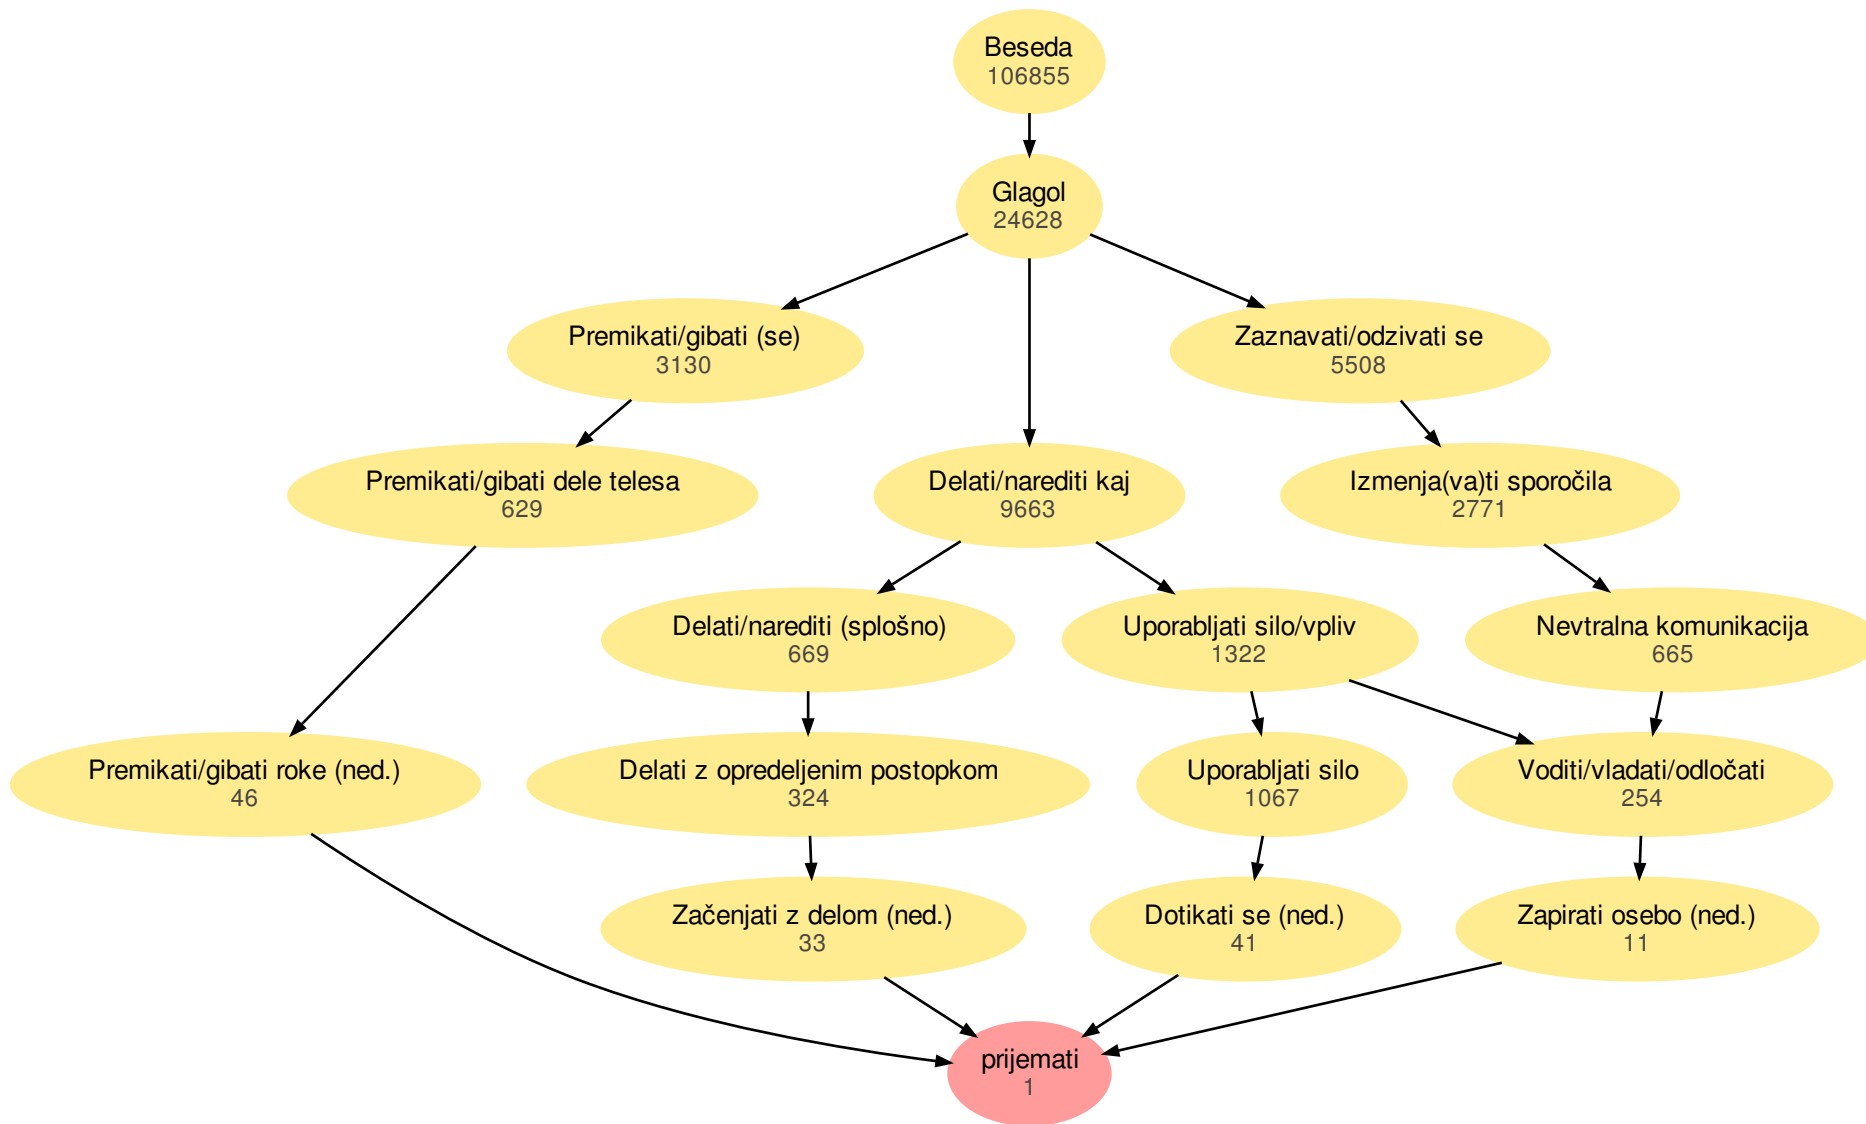 Beseda
106855
Glagol
24628
Premikati/gibati (se)
3130
Zaznavati/odzivati se
5508
Premikati/gibati dele telesa
629
Delati/narediti kaj
9663
Izmenja(va)ti sporočila
2771
Delati/narediti (splošno)
669
Uporabljati silo/vpliv
1322
Nevtralna komunikacija
665
Premikati/gibati roke (ned.)
46
Delati z opredeljenim postopkom
324
Uporabljati silo
1067
Voditi/vladati/odločati
254
Začenjati z delom (ned.)
33
Dotikati se (ned.)
41
Zapirati osebo (ned.)
11
prijemati
1